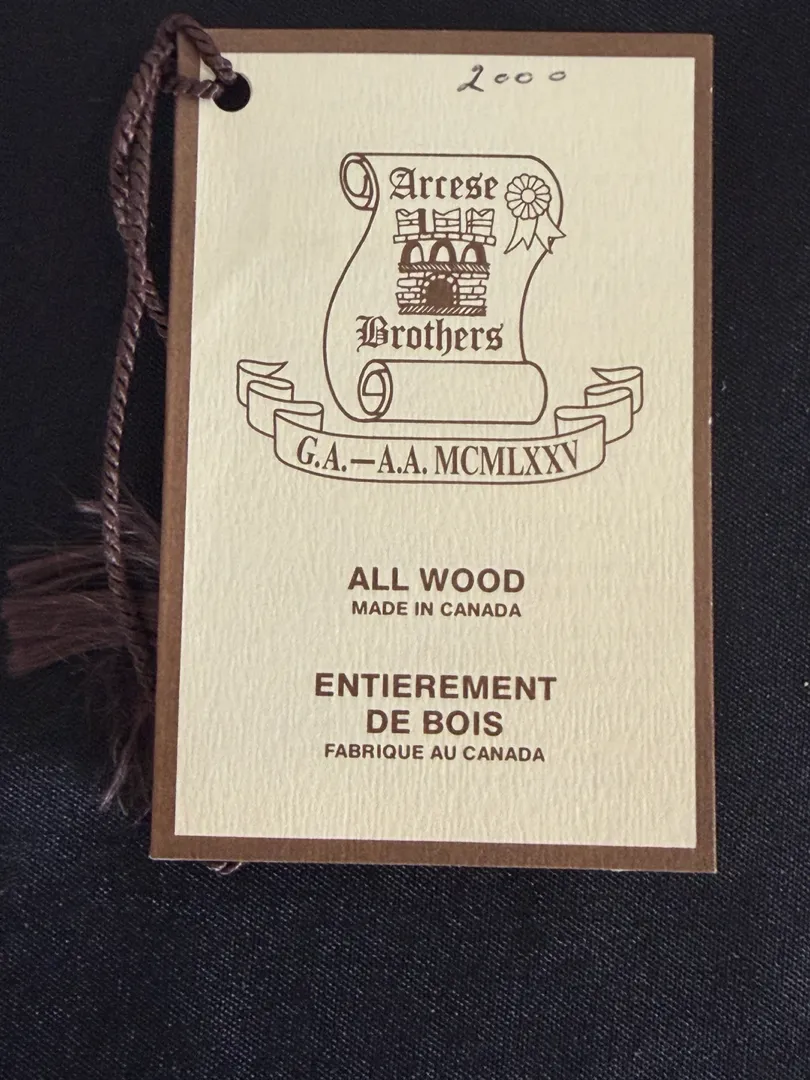 2000
Arcese
Brothers
G.A.—A.A. MCMLXXV
ALL WOOD
MADE IN CANADA
ENTIEREMENT
DE BOIS
FABRIQUE AU CANADA